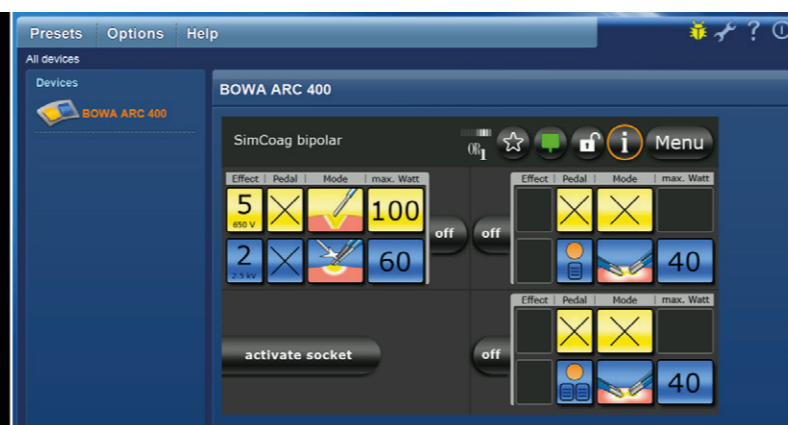 Presets Options Help ?
All devices
Devices
BOWA ARC 400
BOWA ARC 400
SimCoag bipolar OR1 i Menu
Effect Pedal Mode max. Watt
5 100
650 V
off
2 60
2.5 kV
Effect Pedal Mode max. Watt
off
40
activate socket
Effect Pedal Mode max. Watt
off
40